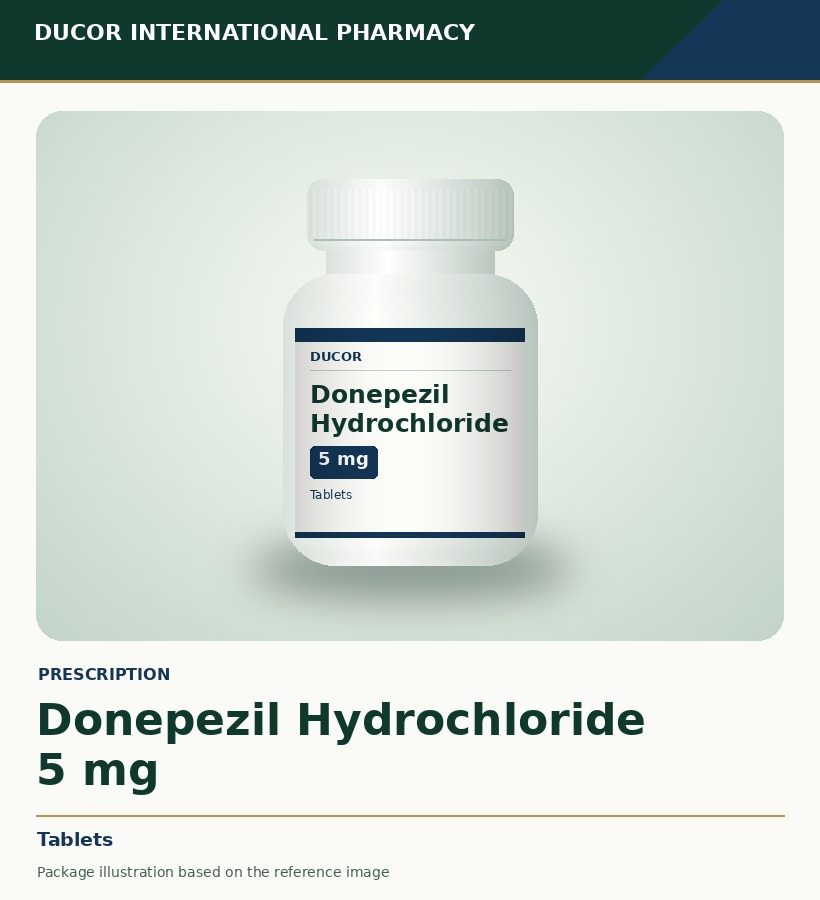 DUCOR INTERNATIONAL PHARMACY
DUCOR
Donepezil
Hydrochloride
5 mg
Tablets
PRESCRIPTION
Donepezil Hydrochloride
5 mg
Tablets
Package illustration based on the reference image